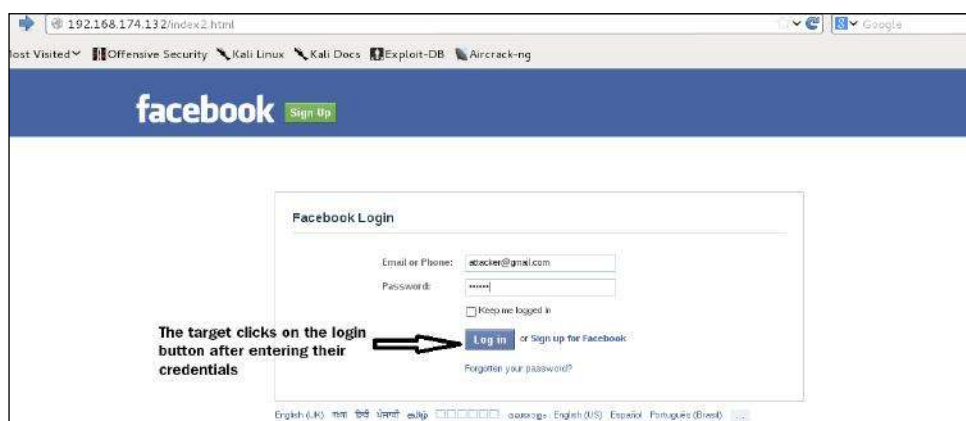 192.168.174.132/index2.html
Google
lost Visited Offensive Security Kali Linux Kali Docs Exploit-DB Aircrack-ng
facebook Sign Up
Facebook Login
Email or Phone: attacker@gmail.com
Password: ••••••
Keep me logged in
Log in or Sign up for Facebook
Forgotten your password?
The target clicks on the login
button after entering their
credentials
English (UK) हिन्दी ਪੰਜਾਬੀ தமிழ் English (US) Español Português (Brasil) ...